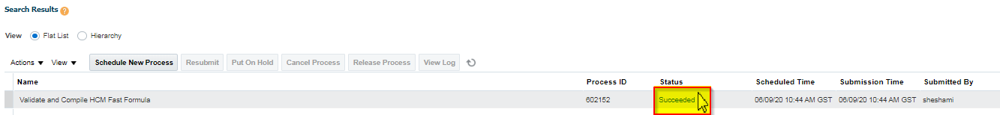 Search Results ?
View Flat List Hierarchy
Actions View Schedule New Process Resubmit Put On Hold Cancel Process Release Process View Log
Name Process ID Status Scheduled Time Submission Time Submitted By
Validate and Compile HCM Fast Formula 602152 Succeeded 06/09/20 10:44 AM GST 06/09/20 10:44 AM GST sheshami